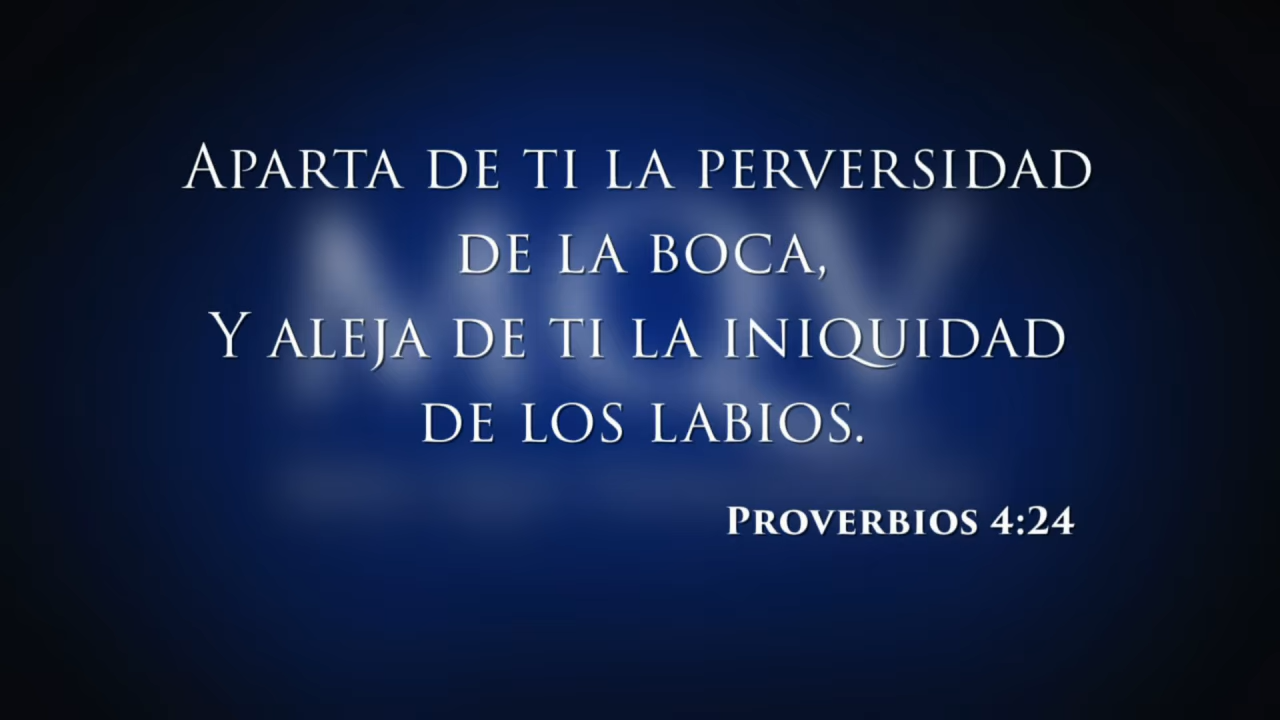 Aparta de ti la perversidad
de la boca,
Y aleja de ti la iniquidad
de los labios.
Proverbios 4:24